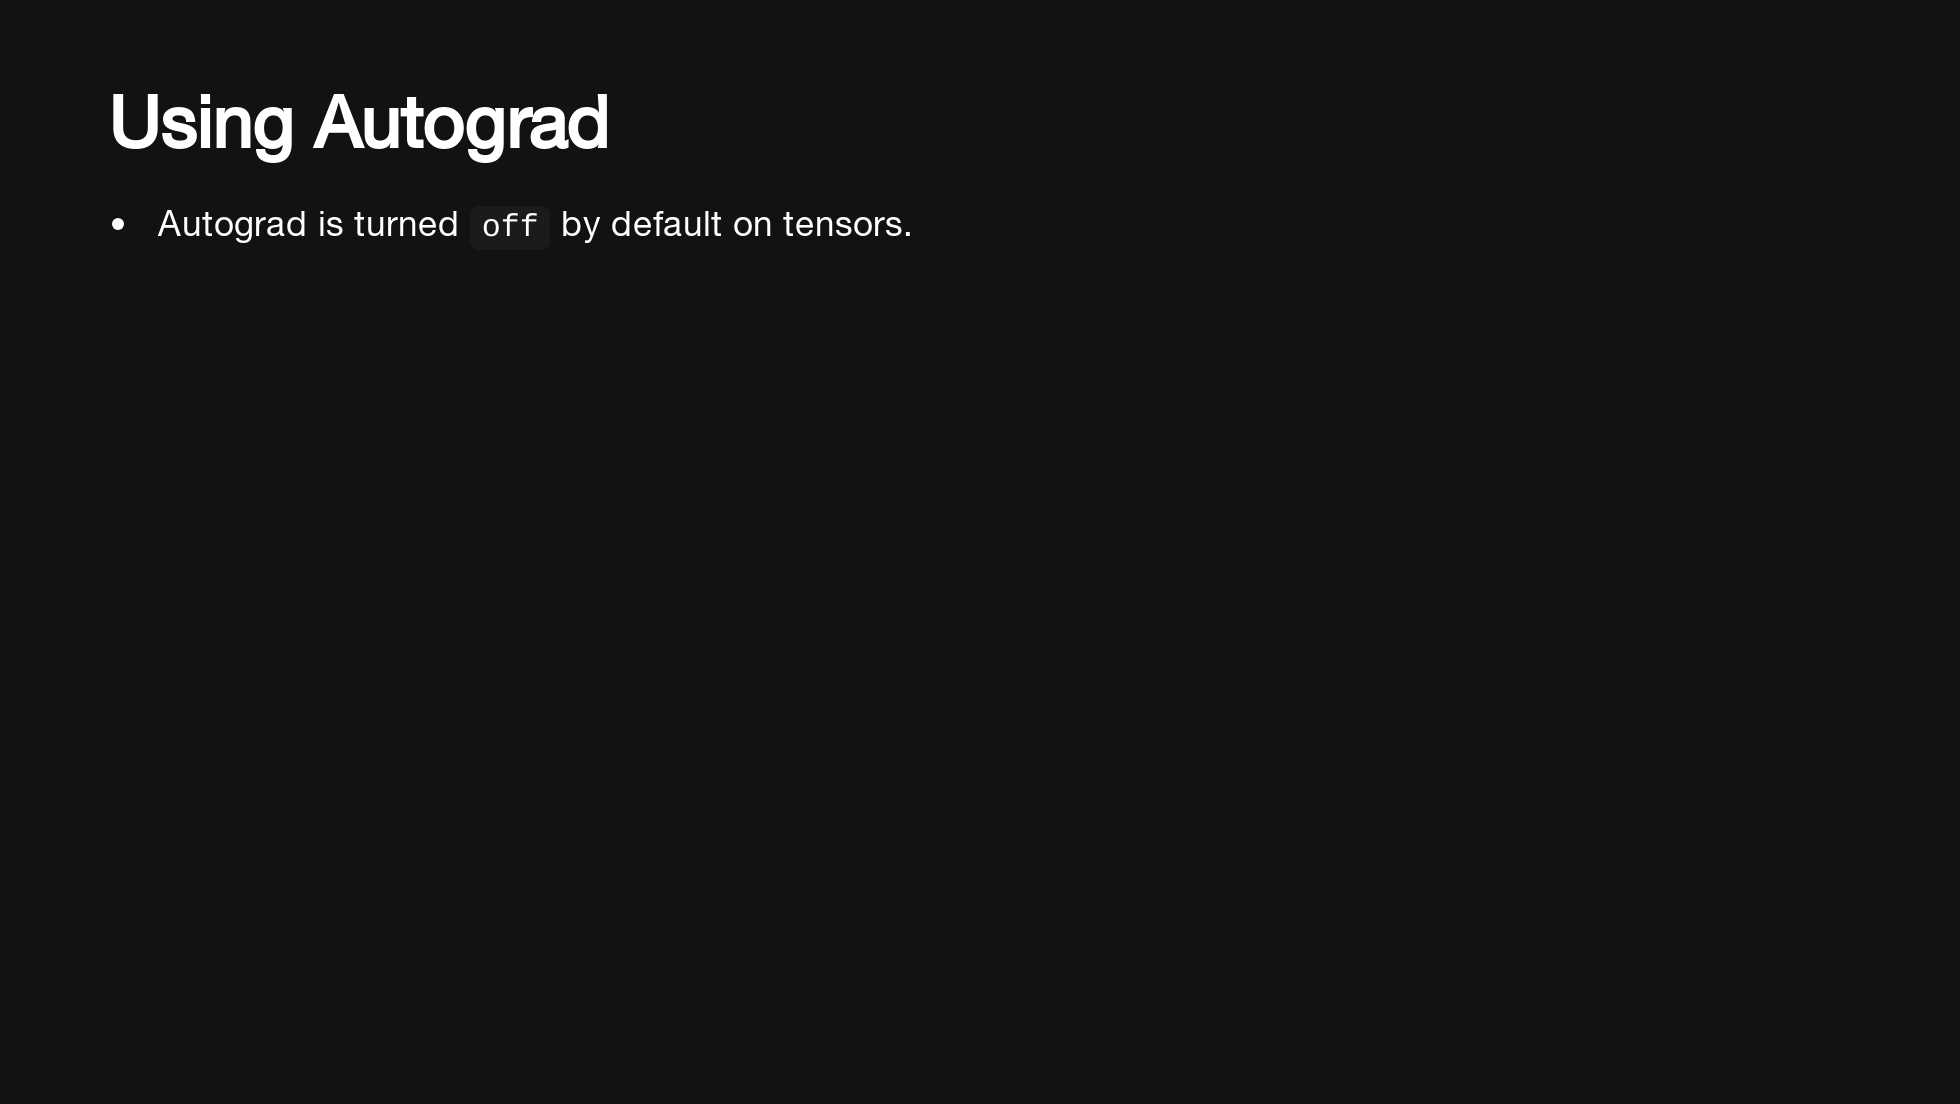 Using Autograd
• Autograd is turned off by default on tensors.